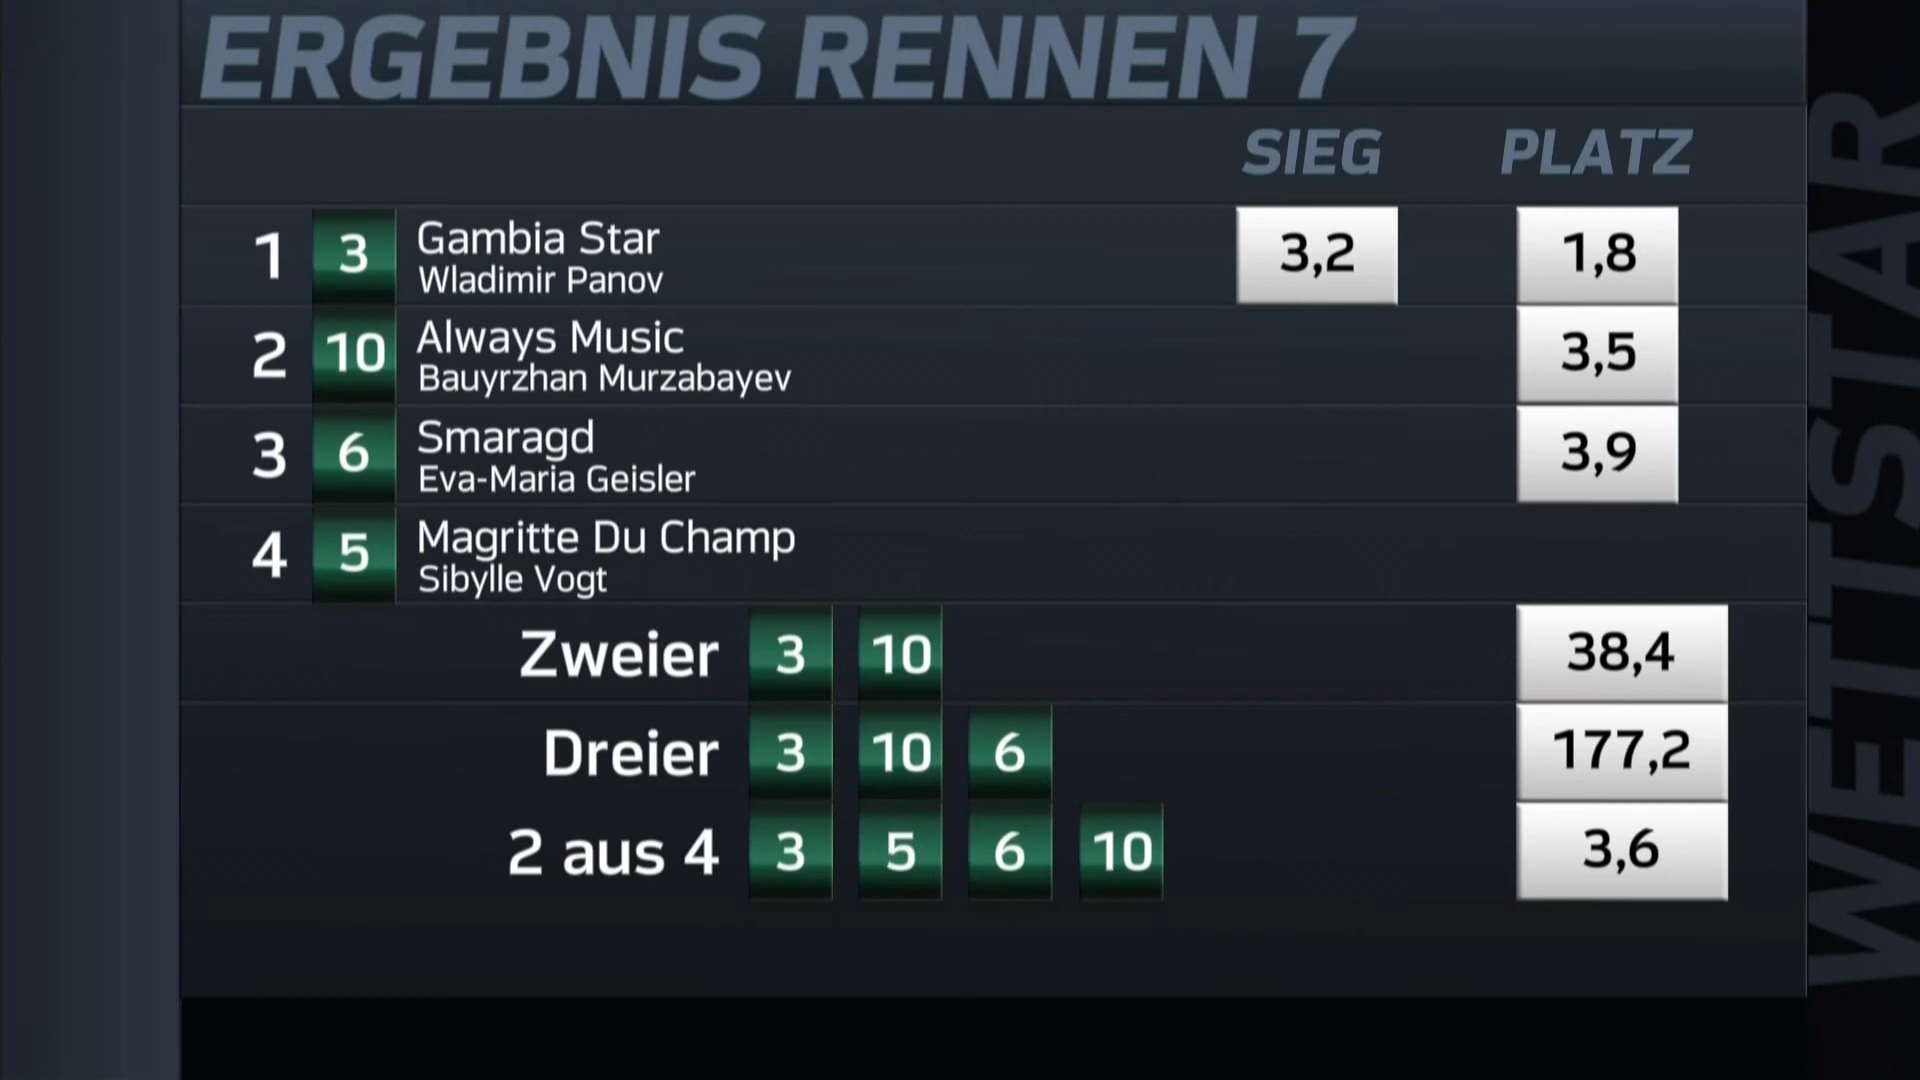 ERGEBNIS RENNEN 7
SIEG PLATZ
1 3 Gambia Star 3,2 1,8
Wladimir Panov
2 10 Always Music 3,5
Bauyrzhan Murzabayev
3 6 Smaragd 3,9
Eva-Maria Geisler
4 5 Magritte Du Champ
Sibylle Vogt
Zweier 3 10 38,4
Dreier 3 10 6 177,2
2 aus 4 3 5 6 10 3,6
WETTSTAR